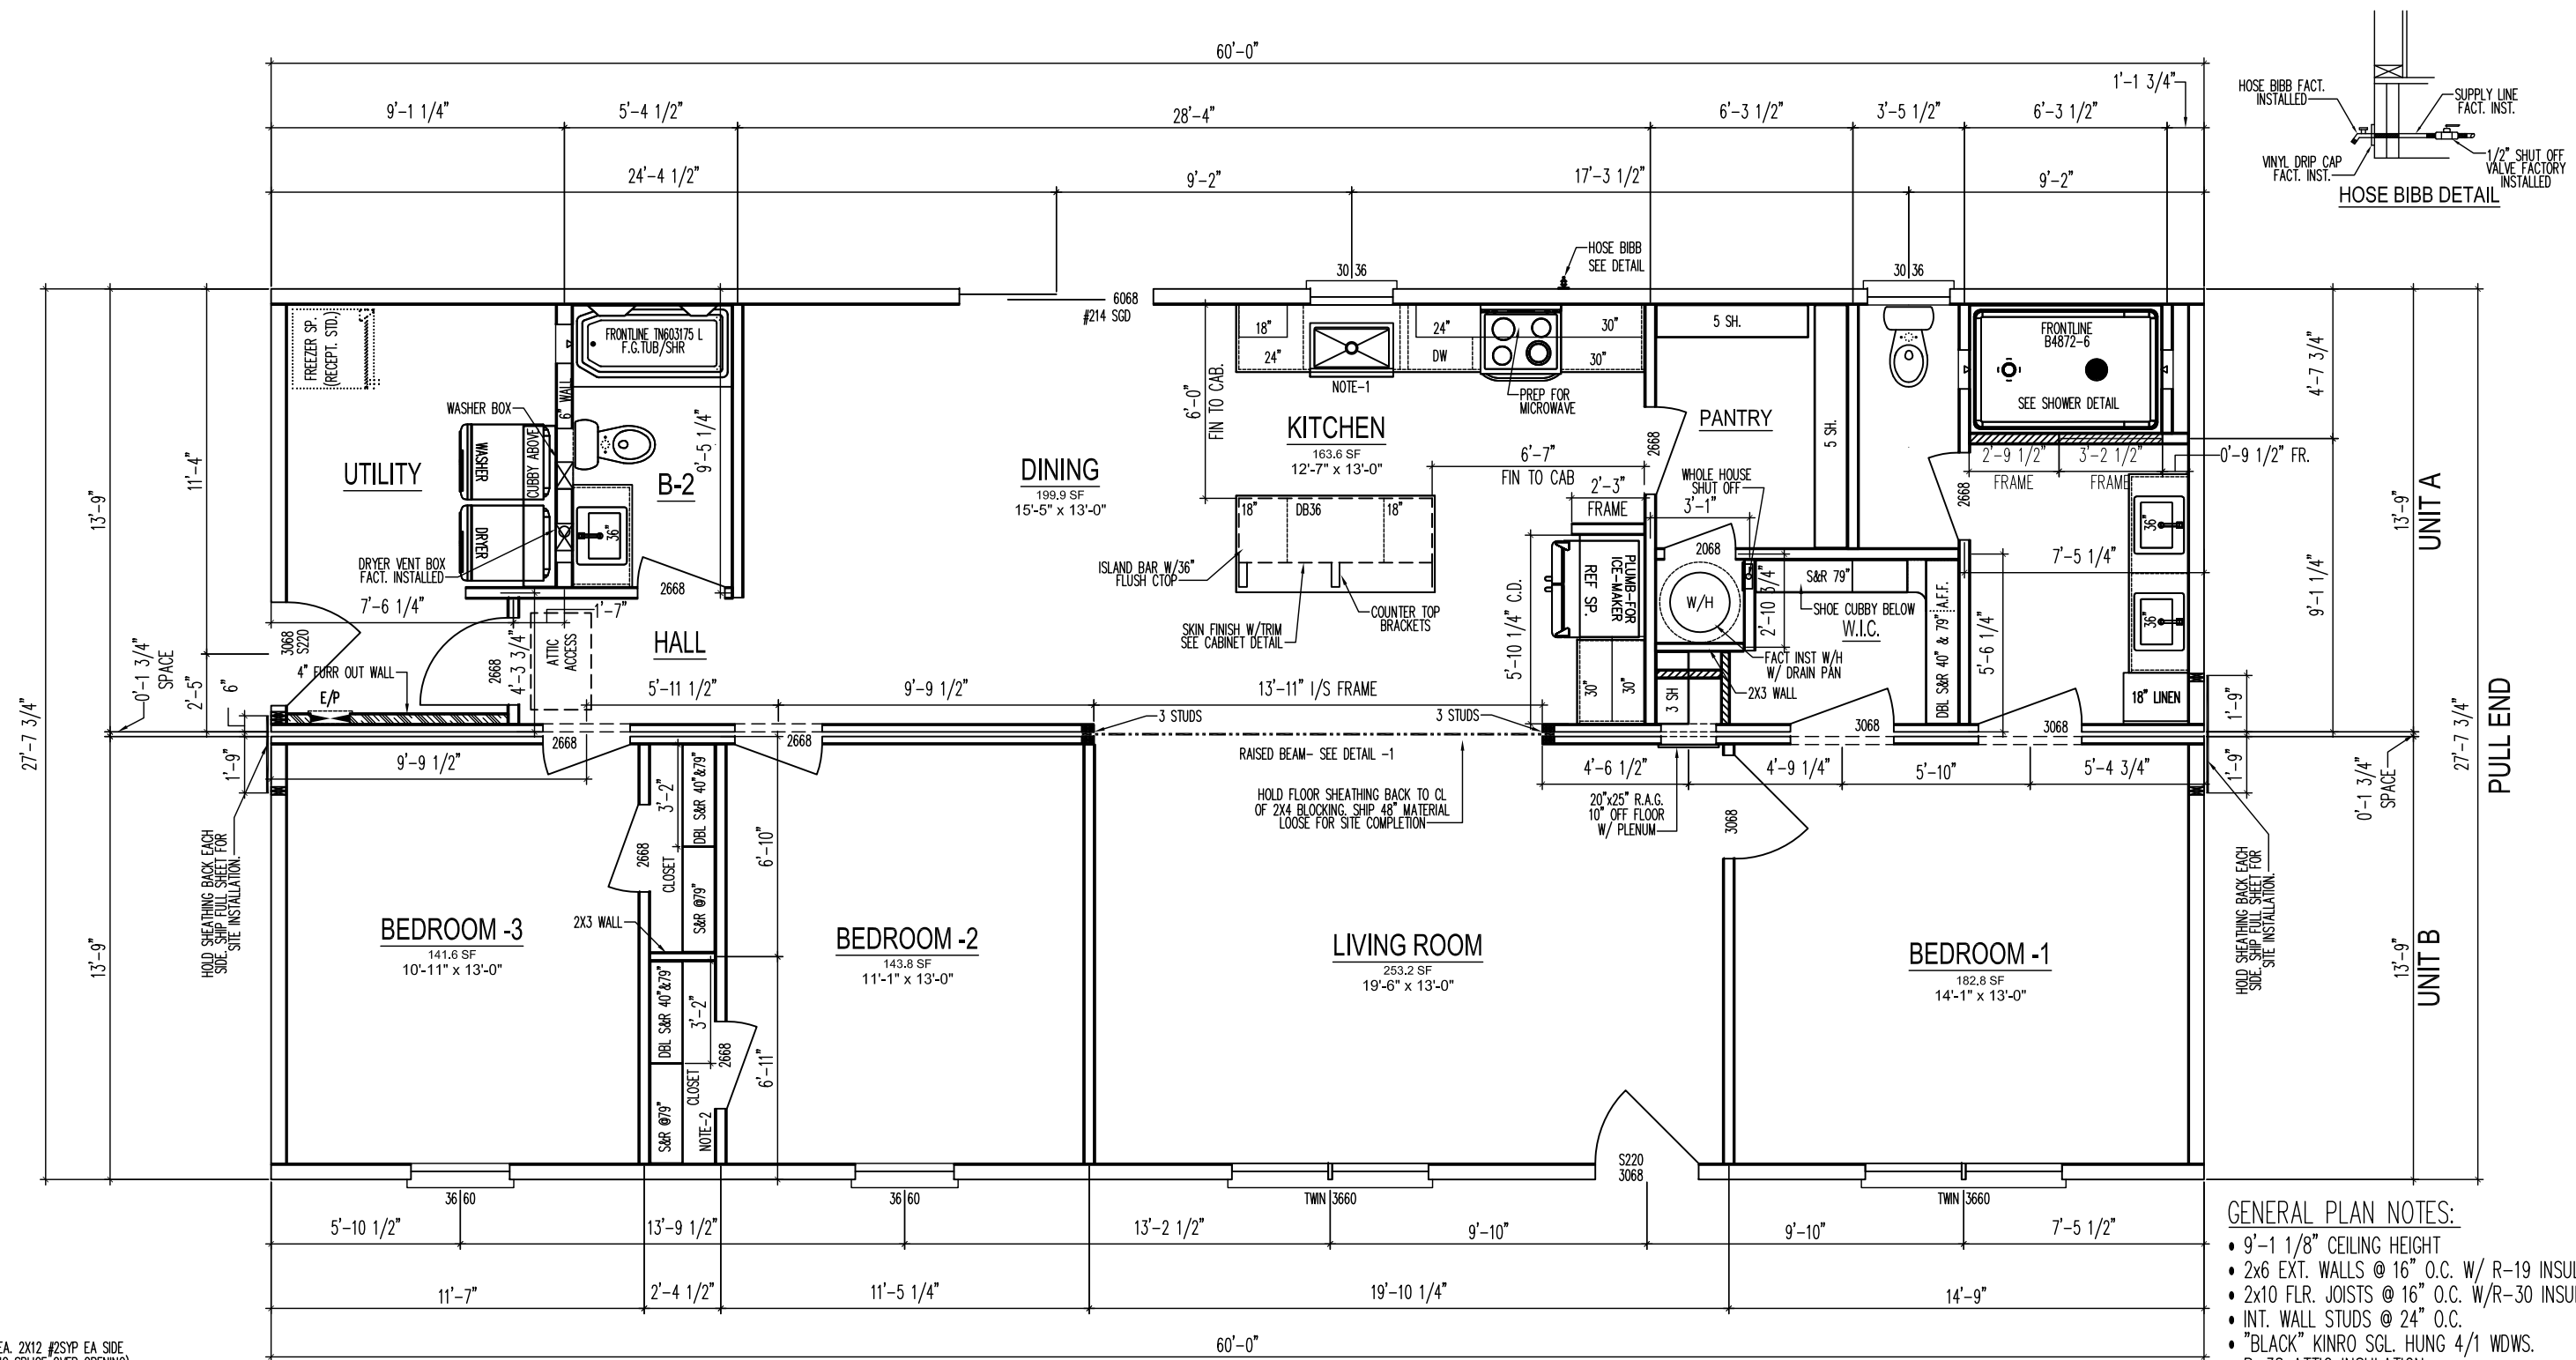 60'-0"
1'-1 3/4"
9'-1 1/4"
5'-4 1/2"
28'-4"
6'-3 1/2"
3'-5 1/2"
6'-3 1/2"
24'-4 1/2"
9'-2"
17'-3 1/2"
9'-2"
HOSE BIBB FACT.
INSTALLED
SUPPLY LINE
FACT. INST.
VINYL DRIP CAP
FACT. INST.
1/2" SHUT OFF
VALVE FACTORY
INSTALLED
HOSE BIBB DETAIL
HOSE BIBB
SEE DETAIL
30 36
30 36
6068
#214 SGD
FREEZER SP.
(RECEPT. STD.)
FRONTLINE TN603175 L
F.G.TUB/SHR
6" WALL
WASHER BOX
WASHER
DRYER
CUBBY ABOVE
UTILITY
B-2
9'-5 1/4"
36"
DRYER VENT BOX
FACT. INSTALLED
7'-6 1/4"
1'-7"
2668
3068
S220
2668
4'-3 3/4"
ATTIC
ACCESS
HALL
4" FURR OUT WALL
E/P
5'-11 1/2"
9'-9 1/2"
13'-11" I/S FRAME
DINING
199.9 SF
15'-5" x 13'-0"
18"
24"
24"
DW
30"
30"
NOTE-1
PREP FOR
MICROWAVE
6'-0"
FIN TO CAB.
KITCHEN
163.6 SF
12'-7" x 13'-0"
6'-7"
FIN TO CAB
2'-3"
FRAME
18"
DB36
18"
ISLAND BAR W/36"
FLUSH CTOP
COUNTER TOP
BRACKETS
SKIN FINISH W/TRIM
SEE CABINET DETAIL
5'-10 1/4" C.D.
PLUMB-FOR
ICE-MAKER
REF SP.
30"
30"
5 SH.
PANTRY
5 SH.
2668
WHOLE HOUSE
SHUT OFF
3'-1"
2068
W/H
2'-10 3/4"
S&R 79"
SHOE CUBBY BELOW
W.I.C.
DBL S&R 40" & 79" A.F.F.
FACT INST W/H
W/ DRAIN PAN
2X3 WALL
3 SH
5'-6 1/4"
FRONTLINE
B4872-6
SEE SHOWER DETAIL
2'-9 1/2"
FRAME
3'-2 1/2"
FRAME
0'-9 1/2" FR.
2668
36"
36"
7'-5 1/4"
18" LINEN
4'-7 3/4"
9'-1 1/4"
13'-9"
UNIT A
27'-7 3/4"
PULL END
13'-9"
UNIT B
1'-9"
1'-9"
0'-1 3/4"
SPACE
HOLD SHEATHING BACK EACH
SIDE. SHIP FULL SHEET FOR
SITE INSTALLATION.
27'-7 3/4"
13'-9"
13'-9"
11'-4"
2'-5"
6"
1'-9"
0'-1 3/4"
SPACE
HOLD SHEATHING BACK EACH
SIDE. SHIP FULL SHEET FOR
SITE INSTALLATION.
3 STUDS
3 STUDS
2668
2668
3068
3068
9'-9 1/2"
RAISED BEAM- SEE DETAIL -1
4'-6 1/2"
4'-9 1/4"
5'-10"
5'-4 3/4"
HOLD FLOOR SHEATHING BACK TO CL
OF 2X4 BLOCKING. SHIP 48" MATERIAL
LOOSE FOR SITE COMPLETION
20"x25" R.A.G.
10" OFF FLOOR
W/ PLENUM
3068
3'-2"
DBL S&R 40"&79"
2668
CLOSET
S&R @79"
6'-10"
2X3 WALL
BEDROOM -3
141.6 SF
10'-11" x 13'-0"
BEDROOM -2
143.8 SF
11'-1" x 13'-0"
LIVING ROOM
253.2 SF
19'-6" x 13'-0"
BEDROOM -1
182.8 SF
14'-1" x 13'-0"
DBL S&R 40"&79"
3'-2"
2668
6'-11"
S&R @79"
CLOSET
NOTE-2
S220
3068
36 60
36 60
TWIN 3660
TWIN 3660
5'-10 1/2"
13'-9 1/2"
13'-2 1/2"
9'-10"
9'-10"
7'-5 1/2"
11'-7"
2'-4 1/2"
11'-5 1/4"
19'-10 1/4"
14'-9"
60'-0"
GENERAL PLAN NOTES:
• 9'-1 1/8" CEILING HEIGHT
• 2x6 EXT. WALLS @ 16" O.C. W/ R-19 INSUL
• 2x10 FLR. JOISTS @ 16" O.C. W/R-30 INSUL
• INT. WALL STUDS @ 24" O.C.
• "BLACK" KINRO SGL. HUNG 4/1 WDWS.
EA. 2X12 #2SYP EA SIDE